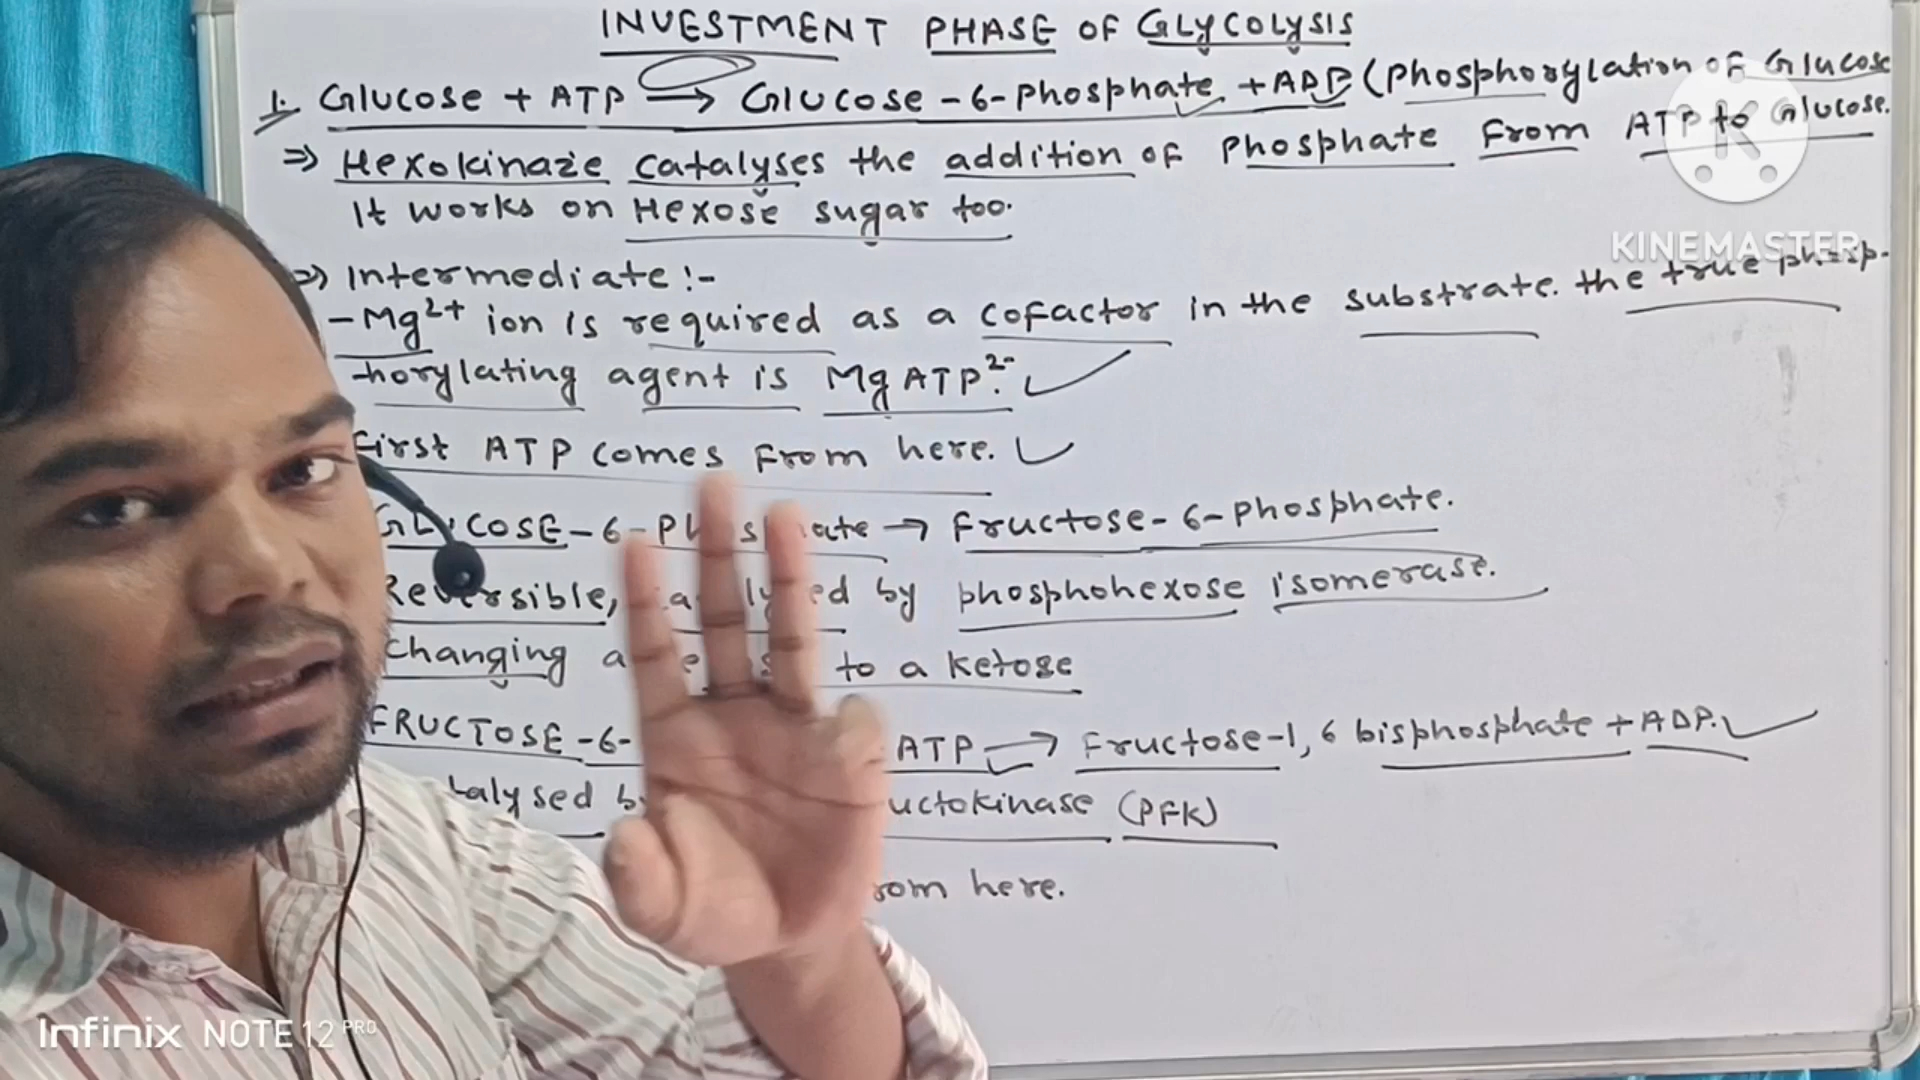 INVESTMENT PHASE OF GLYCOLYSIS
1. Glucose + ATP → Glucose-6-Phosphate + ADP (Phosphorylation of Glucose
⇒ Hexokinase catalyses the addition of phosphate from ATP to Glucose.
It works on Hexose sugar too.
KINEMASTER
⇒ Intermediate:-
-Mg2+ ion is required as a cofactor in the substrate. the true phosp-
horylating agent is MgATP2-.
First ATP comes from here.
GLUCOSE-6-Phosphate → Fructose-6-phosphate.
Reversible, by phosphohexose isomerase.
Changing to a Ketose
FRUCTOSE-6- ATP → Fructose-1,6 bisphosphate + ADP.
talysed uctokinase (PFK)
rom here.
Infinix NOTE 12 PRO